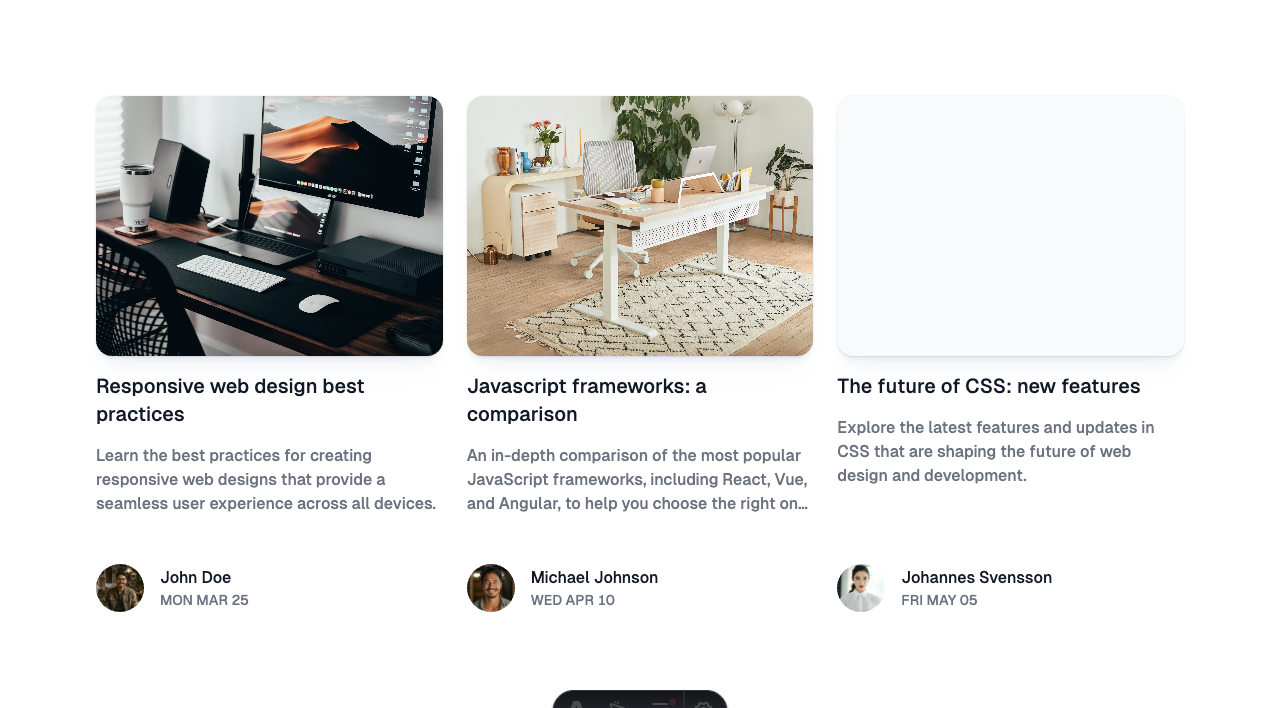 Responsive web design best
practices
Learn the best practices for creating
responsive web designs that provide a
seamless user experience across all devices.
John Doe
MON MAR 25
Javascript frameworks: a
comparison
An in-depth comparison of the most popular
JavaScript frameworks, including React, Vue,
and Angular, to help you choose the right on…
Michael Johnson
WED APR 10
The future of CSS: new features
Explore the latest features and updates in
CSS that are shaping the future of web
design and development.
Johannes Svensson
FRI MAY 05